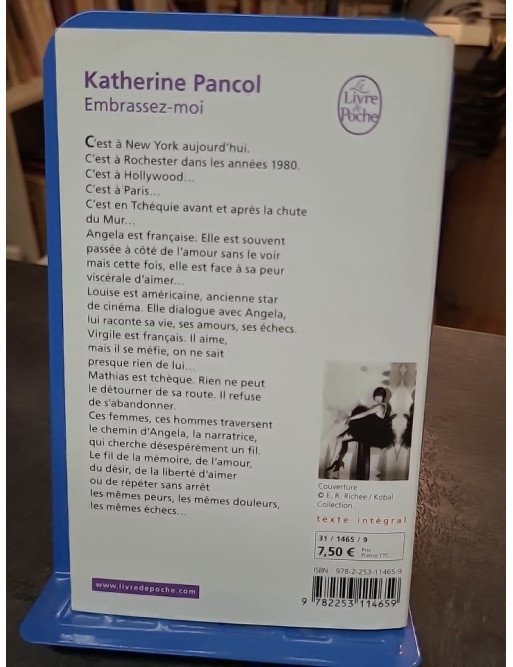 Katherine Pancol
Embrassez-moi
Le
Livre
de
Poche
C'est à New York aujourd'hui.
C'est à Rochester dans les années 1980.
C'est à Hollywood...
C'est à Paris...
C'est en Tchéquie avant et après la chute
du Mur...
Angela est française. Elle est souvent
passée à côté de l'amour sans le voir
mais cette fois, elle est face à sa peur
viscérale d'aimer...
Louise est américaine, ancienne star
de cinéma. Elle dialogue avec Angela,
lui raconte sa vie, ses amours, ses échecs.
Virgile est français. Il aime,
mais il se méfie, on ne sait
presque rien de lui...
Mathias est tchèque. Rien ne peut
le détourner de sa route. Il refuse
de s'abandonner.
Ces femmes, ces hommes traversent
le chemin d'Angela, la narratrice,
qui cherche désespérément un fil.
Le fil de la mémoire, de l'amour,
du désir, de la liberté d'aimer
ou de répéter sans arrêt
les mêmes peurs, les mêmes douleurs,
les mêmes échecs...
Couverture :
© E. R. Richee / Kobal
Collection.
texte intégral
31 / 1465 / 9
7,50 € Prix
France TTC
ISBN 978-2-253-11465-9
www.livredepoche.com
9 782253 114659